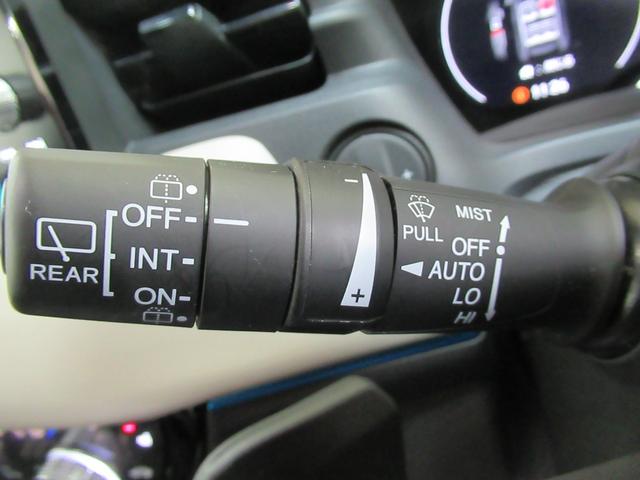 REAR
OFF
INT
ON
−
+
PULL
MIST
OFF
AUTO
LO
HI